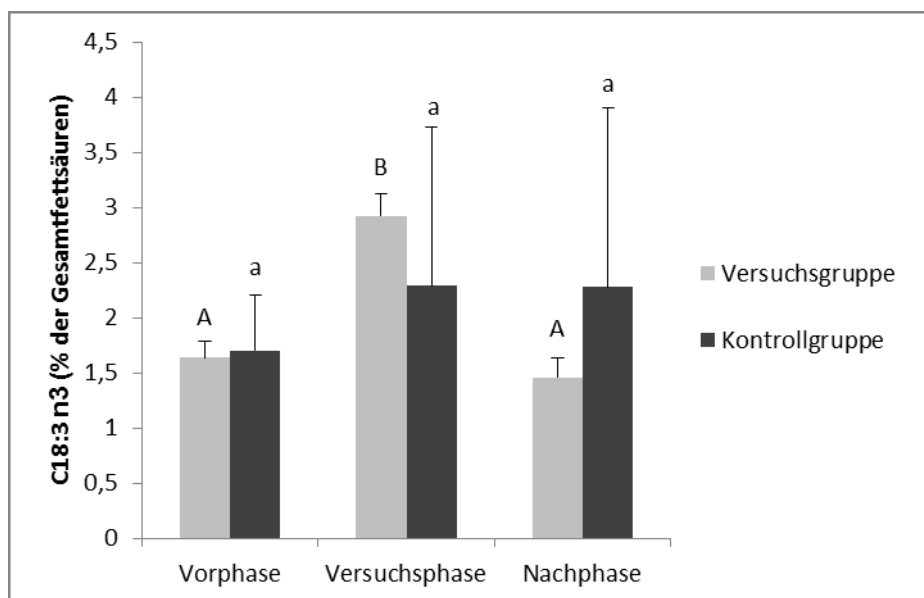 C18:3 n3 (% der Gesamtfettsäuren)
4,5
4
3,5
3
2,5
2
1,5
1
0,5
0
A
a
B
a
A
a
Vorphase
Versuchsphase
Nachphase
Versuchsgruppe
Kontrollgruppe